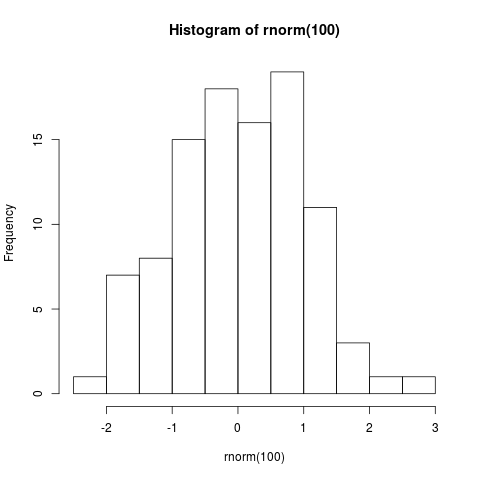 Histogram of rnorm(100)
Frequency
15
10
5
0
-2 -1 0 1 2 3
rnorm(100)